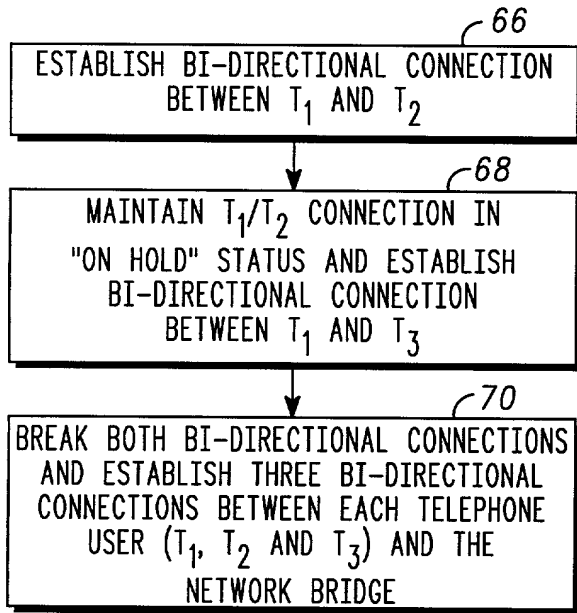 66
ESTABLISH BI-DIRECTIONAL CONNECTION
BETWEEN T1 AND T2
68
MAINTAIN T1/T2 CONNECTION IN
"ON HOLD" STATUS AND ESTABLISH
BI-DIRECTIONAL CONNECTION
BETWEEN T1 AND T3
70
BREAK BOTH BI-DIRECTIONAL CONNECTIONS
AND ESTABLISH THREE BI-DIRECTIONAL
CONNECTIONS BETWEEN EACH TELEPHONE
USER (T1, T2 AND T3) AND THE
NETWORK BRIDGE